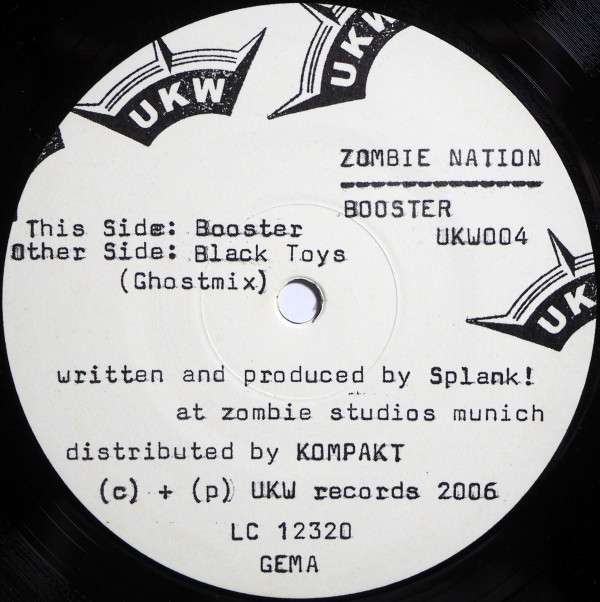 UKW
UKW
ZOMBIE NATION
BOOSTER
UKW004
This Side: Booster
Other Side: Black Toys
(Ghostmix)
UK
written and produced by Splank!
at zombie studios munich
distributed by KOMPAKT
(c) + (p) UKW records 2006
LC 12320
GEMA